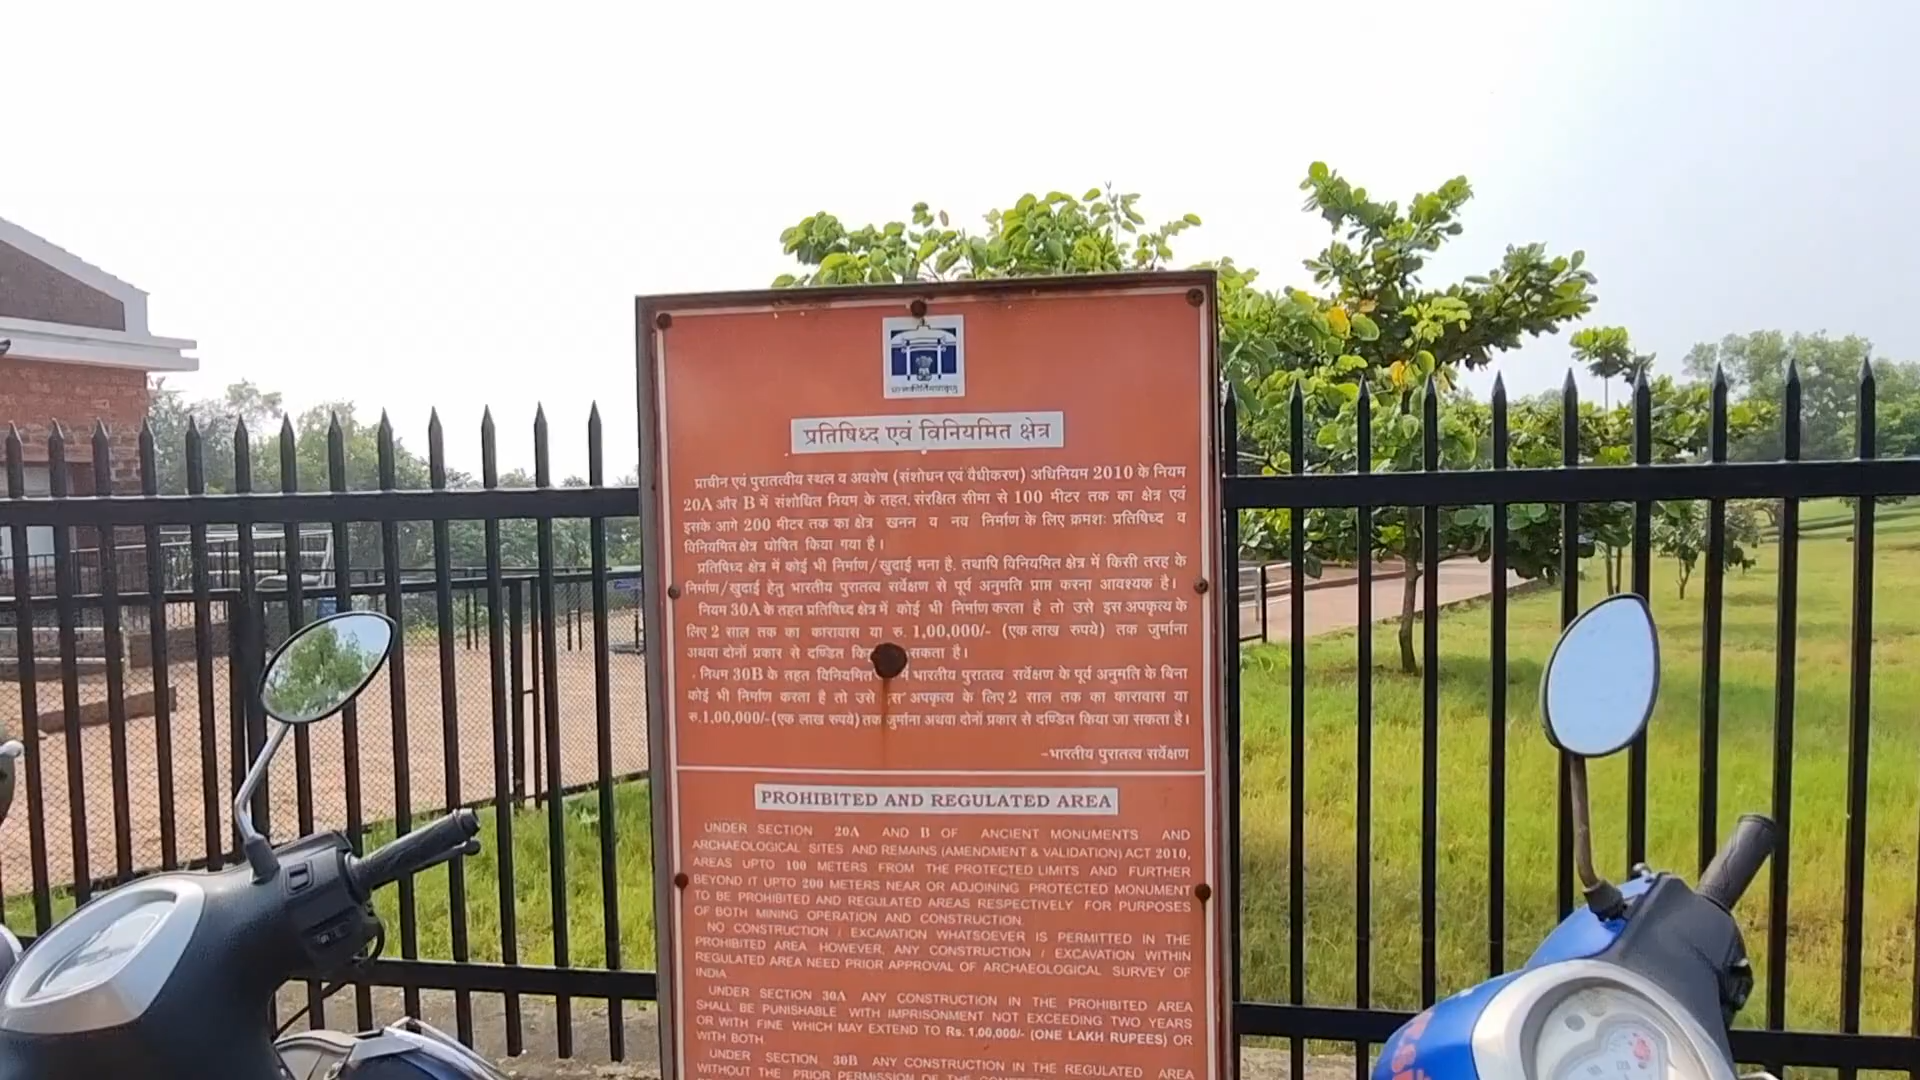 प्रतिषिध्द एवं विनियमित क्षेत्र
प्राचीन एवं पुरातत्वीय स्थल व अवशेष (संशोधन एवं वैधीकरण) अधिनियम 2010 के नियम
20A और B में संशोधित नियम के तहत, संरक्षित सीमा से 100 मीटर तक का क्षेत्र एवं
इसके आगे 200 मीटर तक का क्षेत्र खनन व नव निर्माण के लिए क्रमशः प्रतिषिध्द व
विनियमित क्षेत्र घोषित किया गया है।
प्रतिषिध्द क्षेत्र में कोई भी निर्माण/खुदाई मना है, तथापि विनियमित क्षेत्र में किसी तरह के
निर्माण/खुदाई हेतु भारतीय पुरातत्व सर्वेक्षण से पूर्व अनुमति प्राप्त करना आवश्यक है।
नियम 30A के तहत प्रतिषिध्द क्षेत्र में कोई भी निर्माण करता है तो उसे इस अपकृत्य के
लिए 2 साल तक का कारावास या रु. 1,00,000/- (एक लाख रुपये) तक जुर्माना
अथवा दोनों प्रकार से दण्डित सकता है।
नियम 30B के तहत विनियमित में भारतीय पुरातत्व सर्वेक्षण के पूर्व अनुमति के बिना
कोई भी निर्माण करता है तो उसे अपकृत्य के लिए 2 साल तक का कारावास या
रु.1,00,000/-(एक लाख रुपये) तक जुर्माना अथवा दोनों प्रकार से दण्डित किया जा सकता है।
-भारतीय पुरातत्व सर्वेक्षण
PROHIBITED AND REGULATED AREA
UNDER SECTION 20A AND B OF ANCIENT MONUMENTS AND
ARCHAEOLOGICAL SITES AND REMAINS (AMENDMENT & VALIDATION) ACT 2010,
AREAS UPTO 100 METERS FROM THE PROTECTED LIMITS AND FURTHER
BEYOND IT UPTO 200 METERS NEAR OR ADJOINING PROTECTED MONUMENT
TO BE PROHIBITED AND REGULATED AREAS RESPECTIVELY FOR PURPOSES
OF BOTH MINING OPERATION AND CONSTRUCTION.
NO CONSTRUCTION / EXCAVATION WHATSOEVER IS PERMITTED IN THE
PROHIBITED AREA. HOWEVER, ANY CONSTRUCTION / EXCAVATION WITHIN
REGULATED AREA NEED PRIOR APPROVAL OF ARCHAEOLOGICAL SURVEY OF
INDIA.
UNDER SECTION 30A ANY CONSTRUCTION IN THE PROHIBITED AREA
SHALL BE PUNISHABLE WITH IMPRISONMENT NOT EXCEEDING TWO YEARS
OR WITH FINE WHICH MAY EXTEND TO Rs. 1,00,000/- (ONE LAKH RUPEES) OR
WITH BOTH.
UNDER SECTION 30B ANY CONSTRUCTION IN THE REGULATED AREA
WITHOUT THE PRIOR PERMISSION OF THE